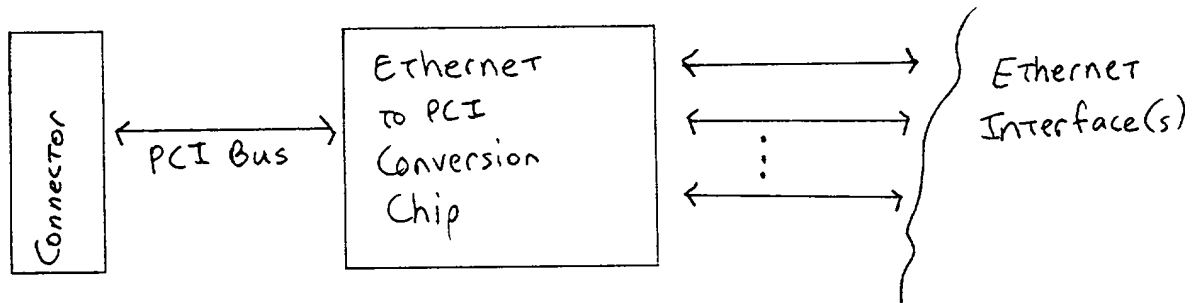 Connector
PCI Bus
Ethernet
to PCI
Conversion
Chip
Ethernet
Interface(s)